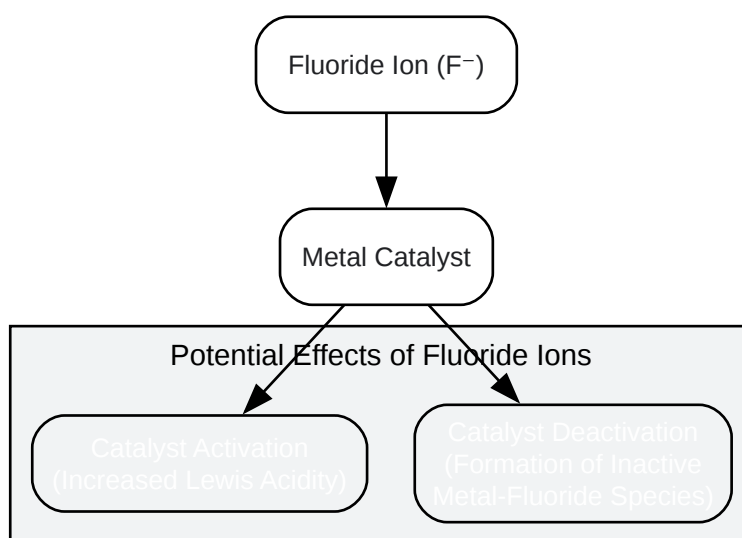 Fluoride Ion (F⁻)
Metal Catalyst
Potential Effects of Fluoride Ions
Catalyst Activation
(Increased Lewis Acidity)
Catalyst Deactivation
(Formation of Inactive
Metal-Fluoride Species)